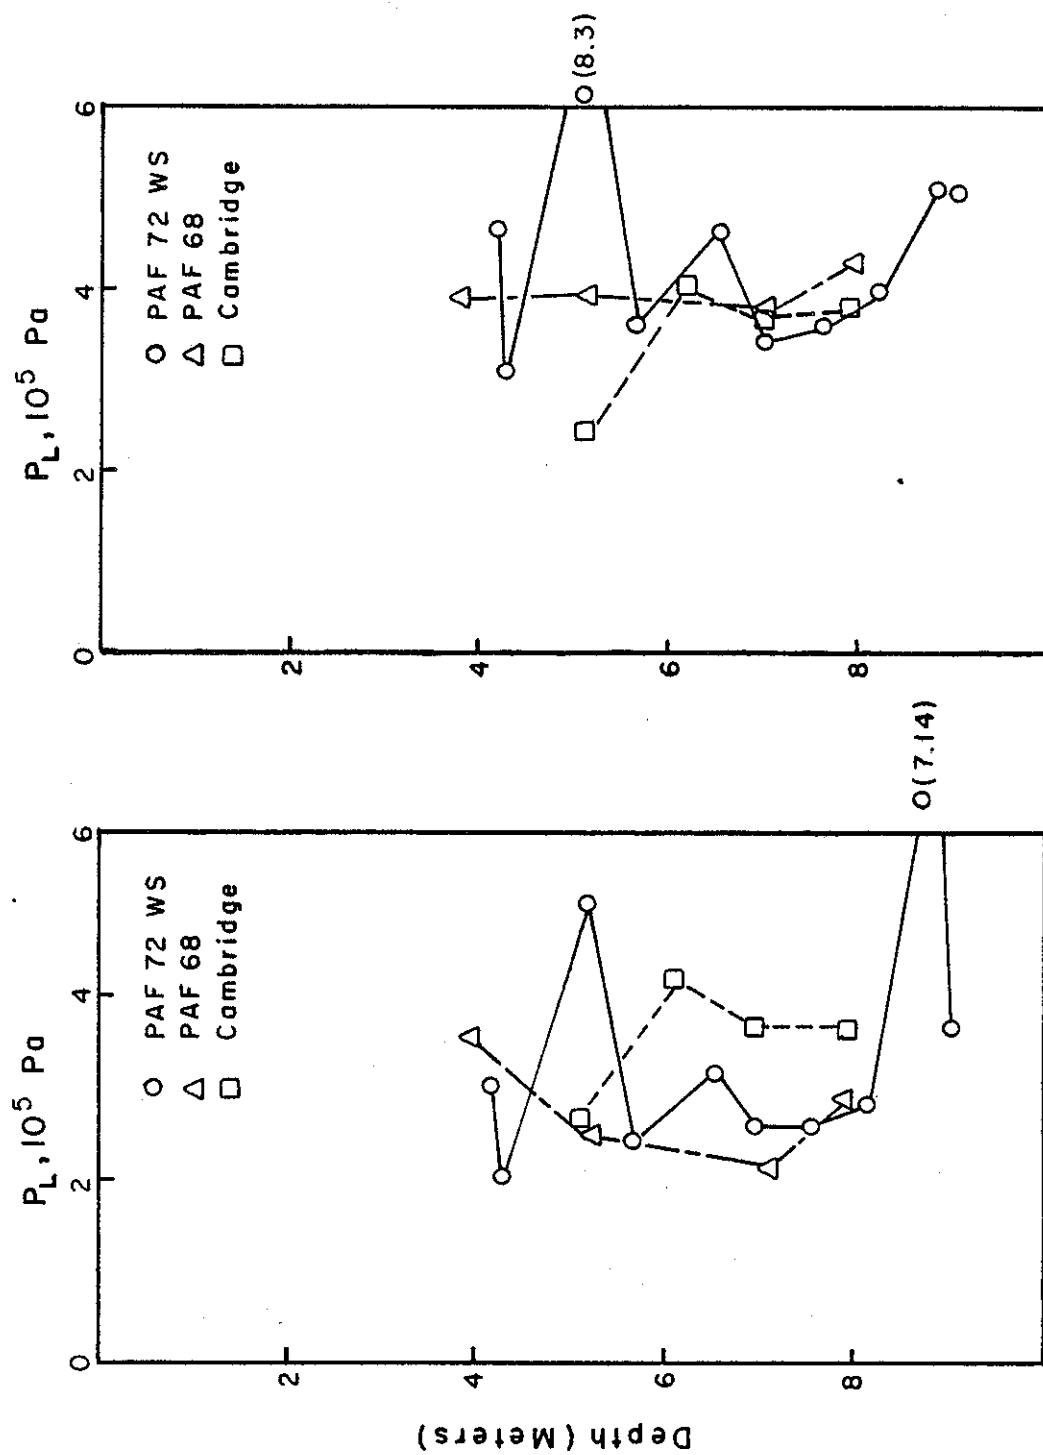 P_L, 10^5 Pa
0 2 4 6
O PAF 72 WS
△ PAF 68
□ Cambridge
Depth (Meters)
2
4
6
8
O(7.14)
P_L, 10^5 Pa
0 2 4 6
O PAF 72 WS
△ PAF 68
□ Cambridge
O(8.3)
2
4
6
8